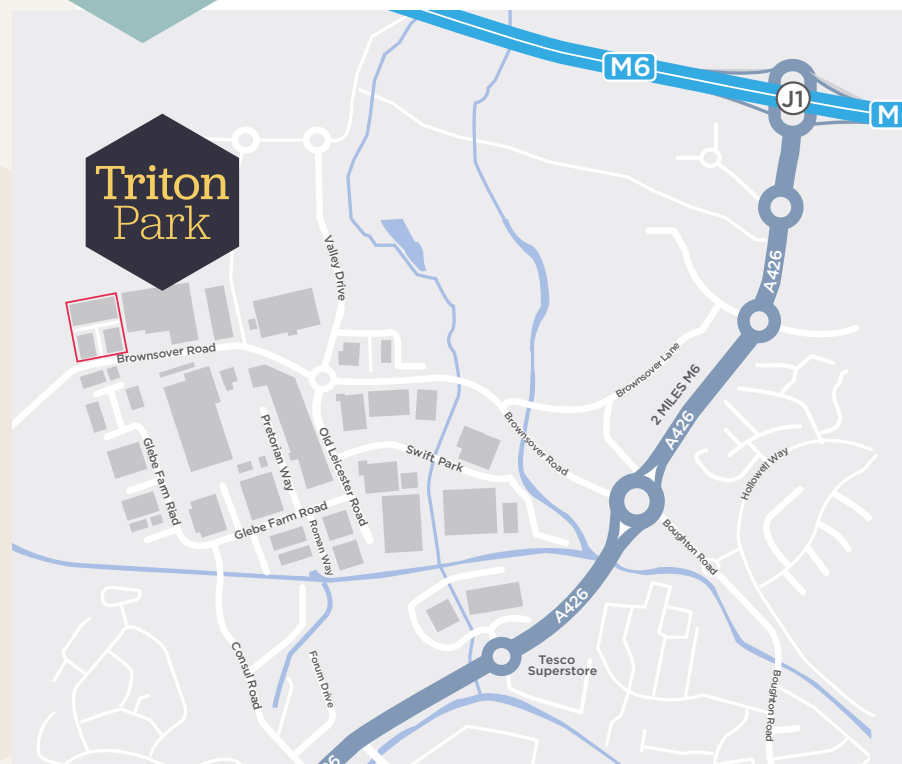 M6
J1
M
Triton
Park
A426
Valley Drive
Brownsover Road
Brownsover Lane
2 MILES M6
A426
Brownsover Road
Swift Park
Pretorian Way
Old Leicester Road
Glebe Farm Riad
Glebe Farm Road
Roman Way
Hollowell Way
Boughton Road
A426
Tesco
Superstore
Consul Road
Forum Drive
Boughton Road